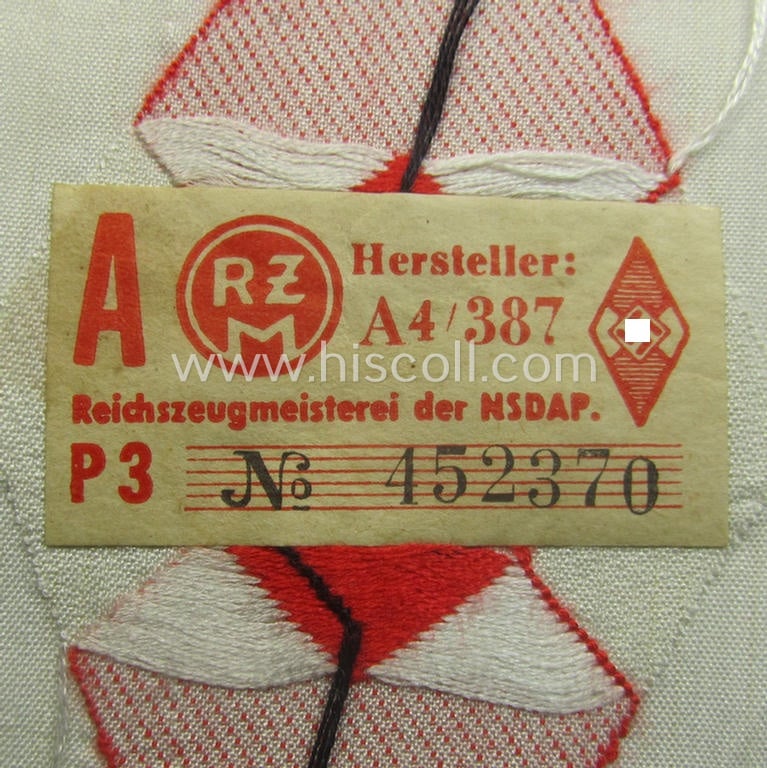 A RZM Hersteller:
A4/387
www.hiscoll.com
Reichszeugmeisterei der NSDAP.
P3 № 452370